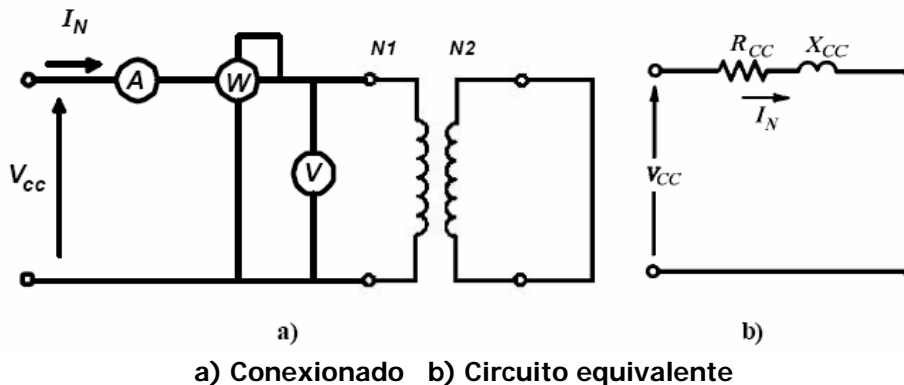 I_N
A
W
N1
N2
V_cc
V
a)
R_CC
X_CC
I_N
v_CC
b)
a) Conexionado b) Circuito equivalente